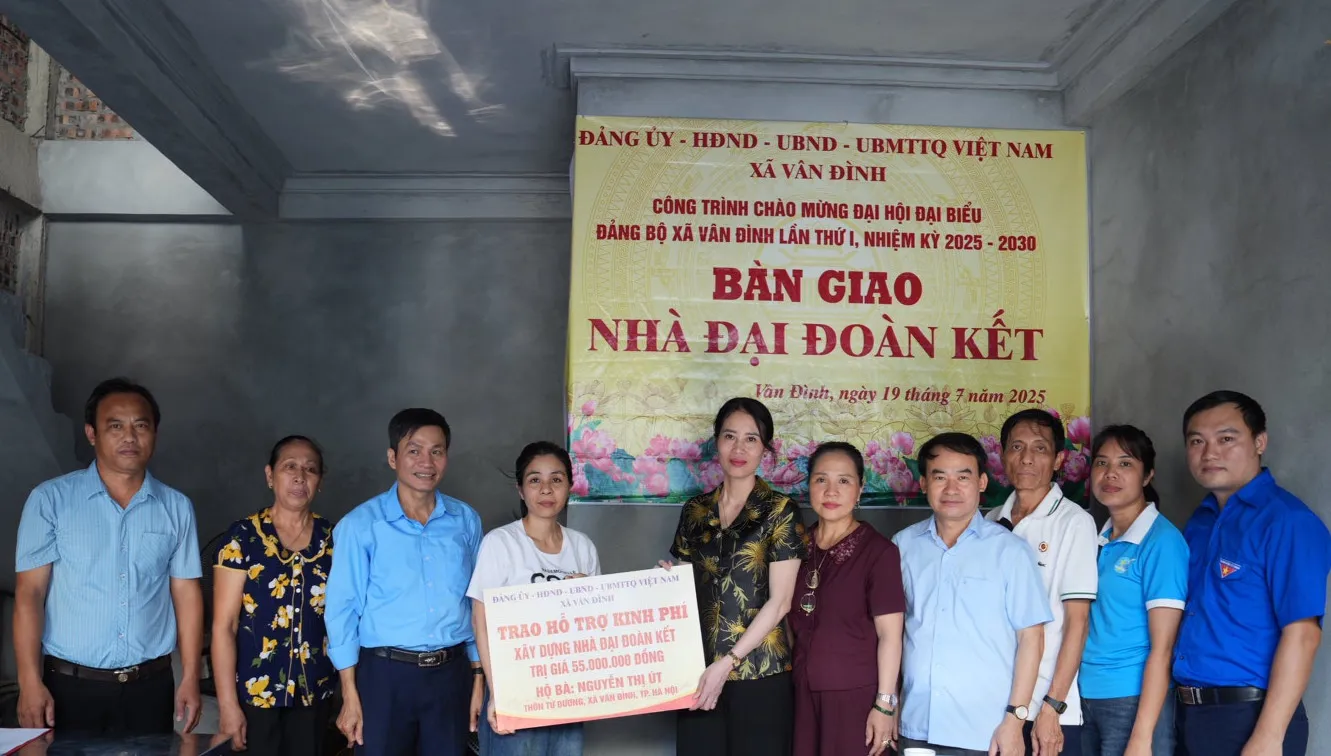 ĐẢNG ỦY - HĐND - UBND - UBMTTQ VIỆT NAM
XÃ VÂN ĐÌNH
CÔNG TRÌNH CHÀO MỪNG ĐẠI HỘI ĐẠI BIỂU
ĐẢNG BỘ XÃ VÂN ĐÌNH LẦN THỨ I, NHIỆM KỲ 2025 - 2030
BÀN GIAO
NHÀ ĐẠI ĐOÀN KẾT
Vân Đình, ngày 19 tháng 7 năm 2025
ĐẢNG ỦY - HĐND - UBND - UBMTTQ VIỆT NAM
XÃ VÂN ĐÌNH
TRAO HỖ TRỢ KINH PHÍ
XÂY DỰNG NHÀ ĐẠI ĐOÀN KẾT
TRỊ GIÁ 55.000.000 ĐỒNG
HỘ BÀ: NGUYỄN THỊ ÚT
THÔN TỪ DƯƠNG, XÃ VÂN ĐÌNH, TP. HÀ NỘI